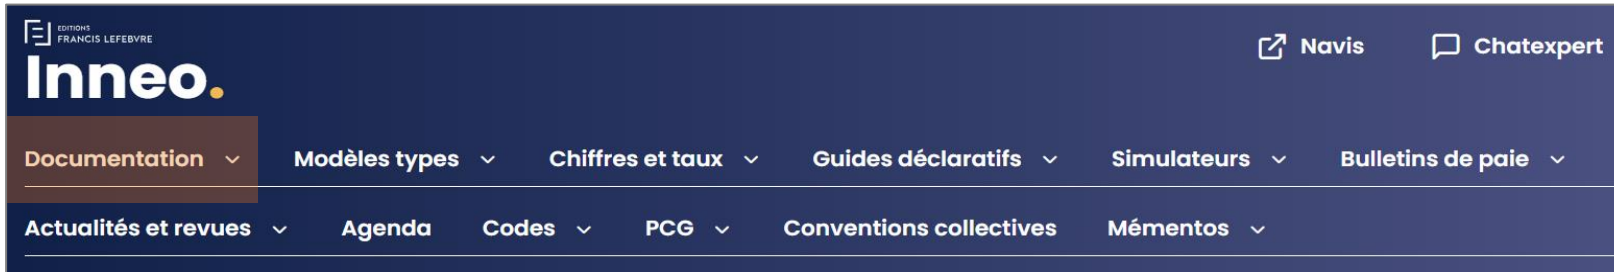 EDITIONS
FRANCIS LEFEBVRE
Inneo.
Navis Chatexpert
Documentation Modèles types Chiffres et taux Guides déclaratifs Simulateurs Bulletins de paie
Actualités et revues Agenda Codes PCG Conventions collectives Mémentos